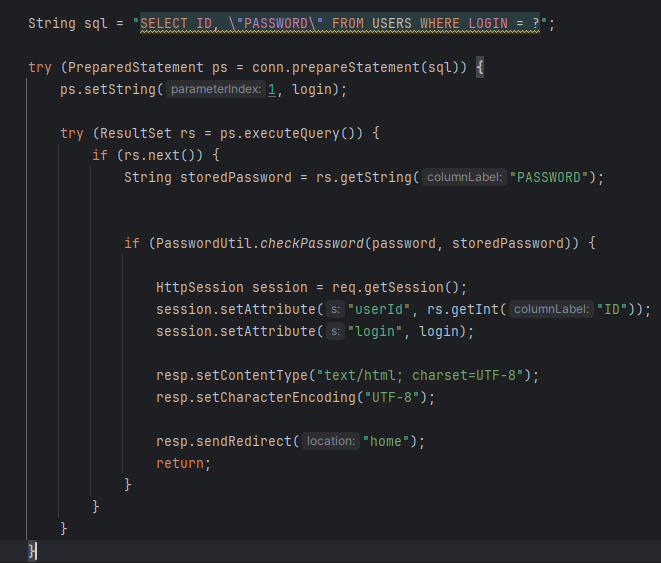 String sql = "SELECT ID, \"PASSWORD\" FROM USERS WHERE LOGIN = ?";
try (PreparedStatement ps = conn.prepareStatement(sql)) {
ps.setString( parameterIndex: 1, login);
try (ResultSet rs = ps.executeQuery()) {
if (rs.next()) {
String storedPassword = rs.getString( columnLabel: "PASSWORD");
if (PasswordUtil.checkPassword(password, storedPassword)) {
HttpSession session = req.getSession();
session.setAttribute( s: "userId", rs.getInt( columnLabel: "ID"));
session.setAttribute( s: "login", login);
resp.setContentType("text/html; charset=UTF-8");
resp.setCharacterEncoding("UTF-8");
resp.sendRedirect( location: "home");
return;
}
}
}
}